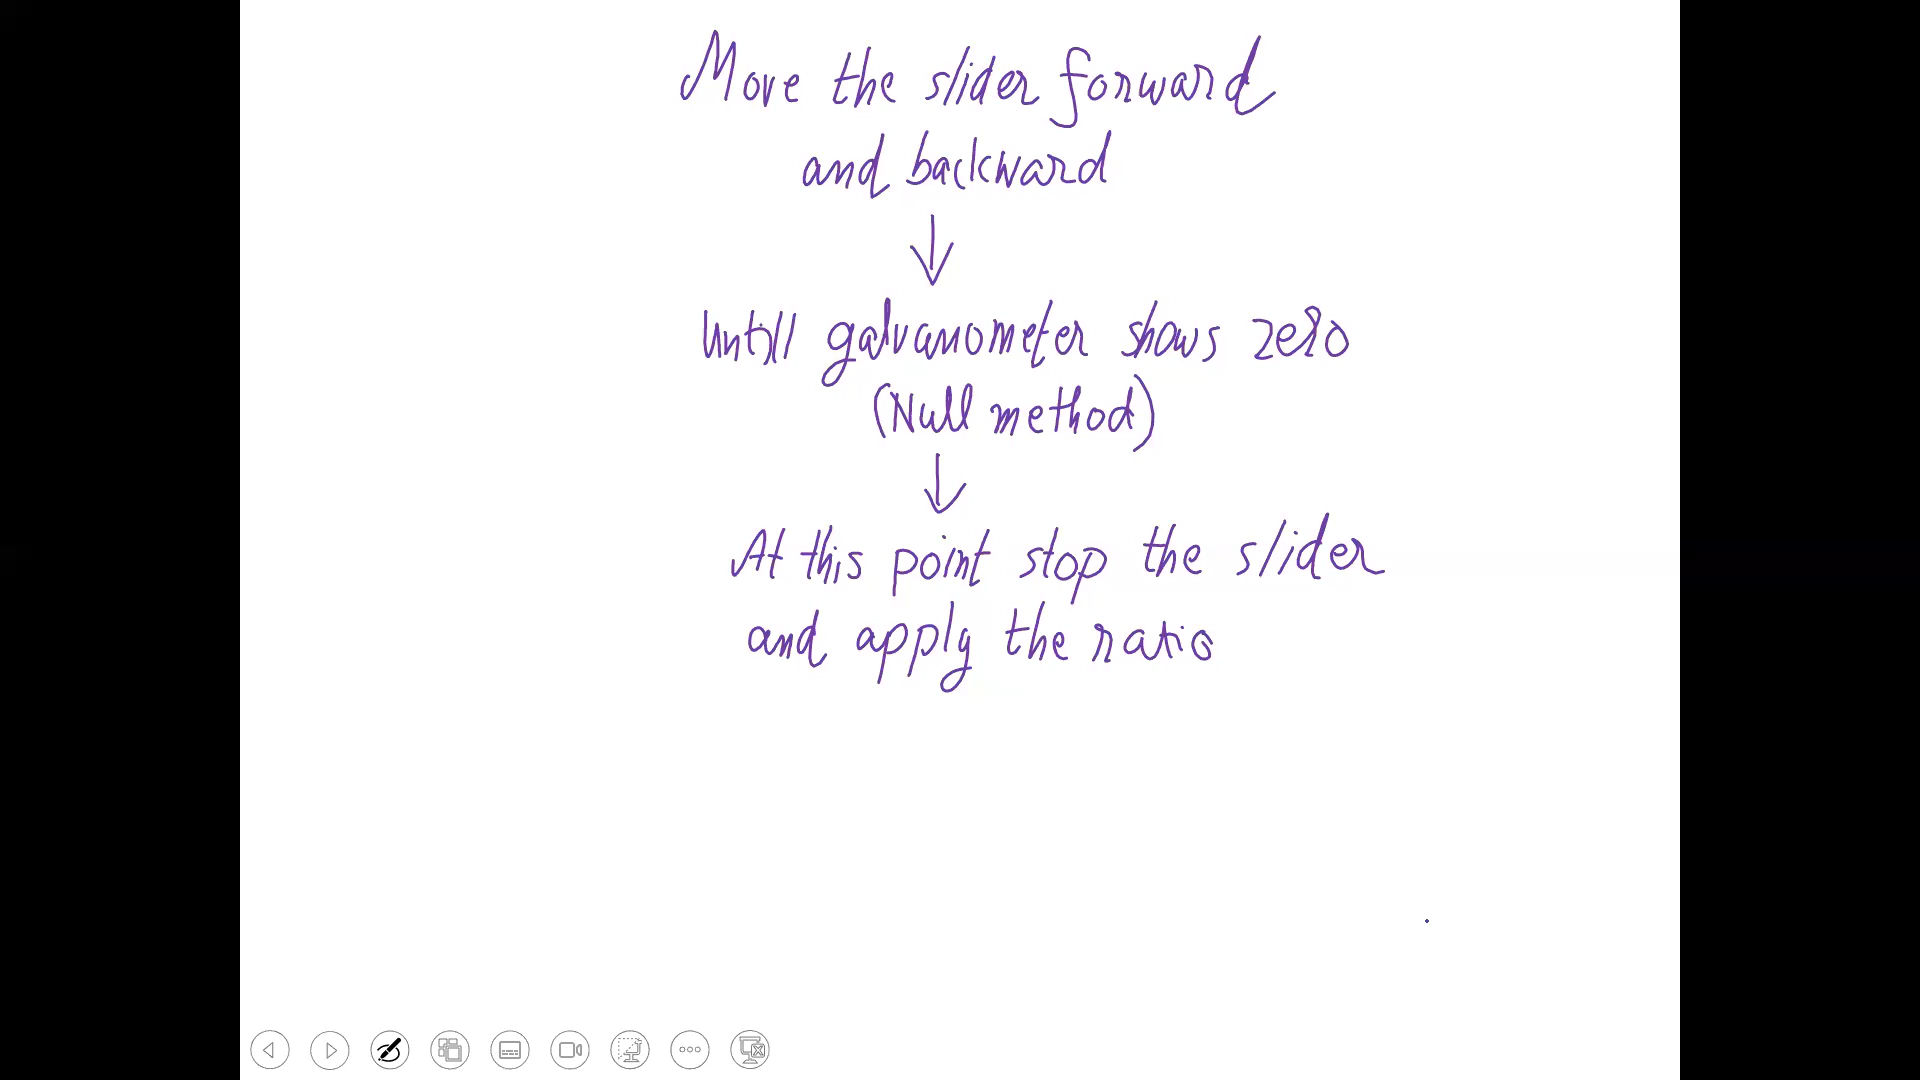 Move the slider forward
and backward
↓
Untill galvanometer shows zero
(Null method)
↓
At this point stop the slider
and apply the ratio